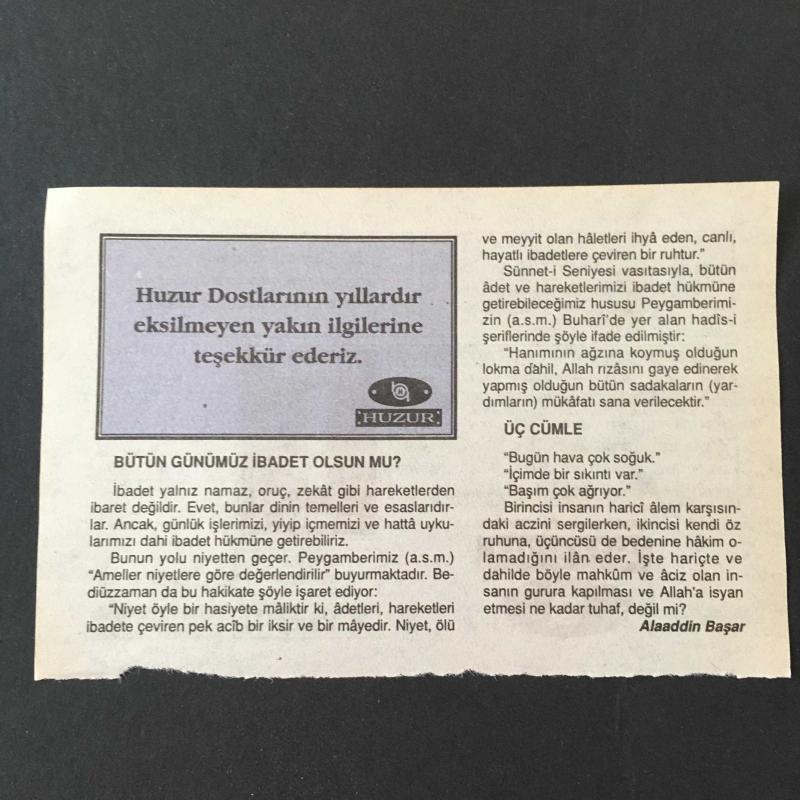 Huzur Dostlarının yıllardır
eksilmeyen yakın ilgilerine
teşekkür ederiz.
HUZUR
BÜTÜN GÜNÜMÜZ İBADET OLSUN MU?
İbadet yalnız namaz, oruç, zekât gibi hareketlerden
ibaret değildir. Evet, bunlar dinin temelleri ve esaslarıdır-
lar. Ancak, günlük işlerimizi, yiyip içmemizi ve hattâ uyku-
larımızı dahi ibadet hükmüne getirebiliriz.
Bunun yolu niyetten geçer. Peygamberimiz (a.s.m.)
“Ameller niyetlere göre değerlendirilir” buyurmaktadır. Be-
diüzzaman da bu hakikate şöyle işaret ediyor:
“Niyet öyle bir hasiyete mâliktir ki, âdetleri, hareketleri
ibadete çeviren pek acîb bir iksir ve bir mâyedir. Niyet, ölü
ve meyyit olan hâletleri ihyâ eden, canlı,
hayatlı ibadetlere çeviren bir ruhtur.”
Sünnet-i Seniyesi vasıtasıyla, bütün
âdet ve hareketlerimizi ibadet hükmüne
getirebileceğimiz hususu Peygamberimi-
zin (a.s.m.) Buharî'de yer alan hadîs-i
şeriflerinde şöyle ifade edilmiştir:
“Hanımının ağzına koymuş olduğun
lokma dahil, Allah rızâsını gaye edinerek
yapmış olduğun bütün sadakaların (yar-
dımların) mükâfatı sana verilecektir.”
ÜÇ CÜMLE
“Bugün hava çok soğuk.”
“İçimde bir sıkıntı var.”
“Başım çok ağrıyor.”
Birincisi insanın haricî âlem karşısın-
daki aczini sergilerken, ikincisi kendi öz
ruhuna, üçüncüsü de bedenine hâkim o-
lamadığını ilân eder. İşte hariçte ve
dahilde böyle mahkûm ve âciz olan in-
sanın gurura kapılması ve Allah'a isyan
etmesi ne kadar tuhaf, değil mi?
Alaaddin Başar